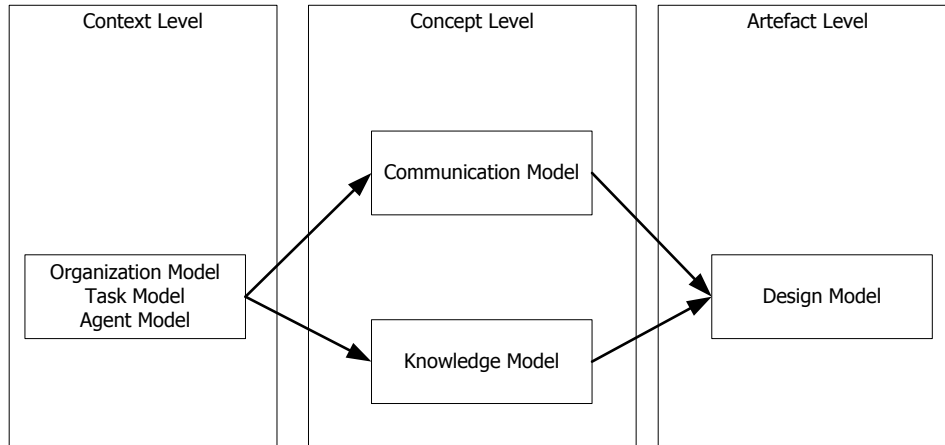 Context Level
Concept Level
Artefact Level
Communication Model
Organization Model
Task Model
Agent Model
Design Model
Knowledge Model